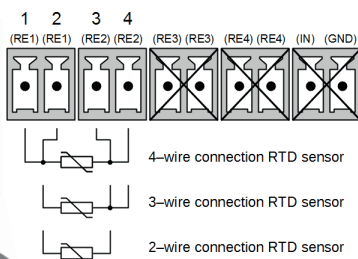 1 2 3 4
(RE1) (RE1) (RE2) (RE2) (RE3) (RE3) (RE4) (RE4) (IN) (GND)
4–wire connection RTD sensor
3–wire connection RTD sensor
2–wire connection RTD sensor